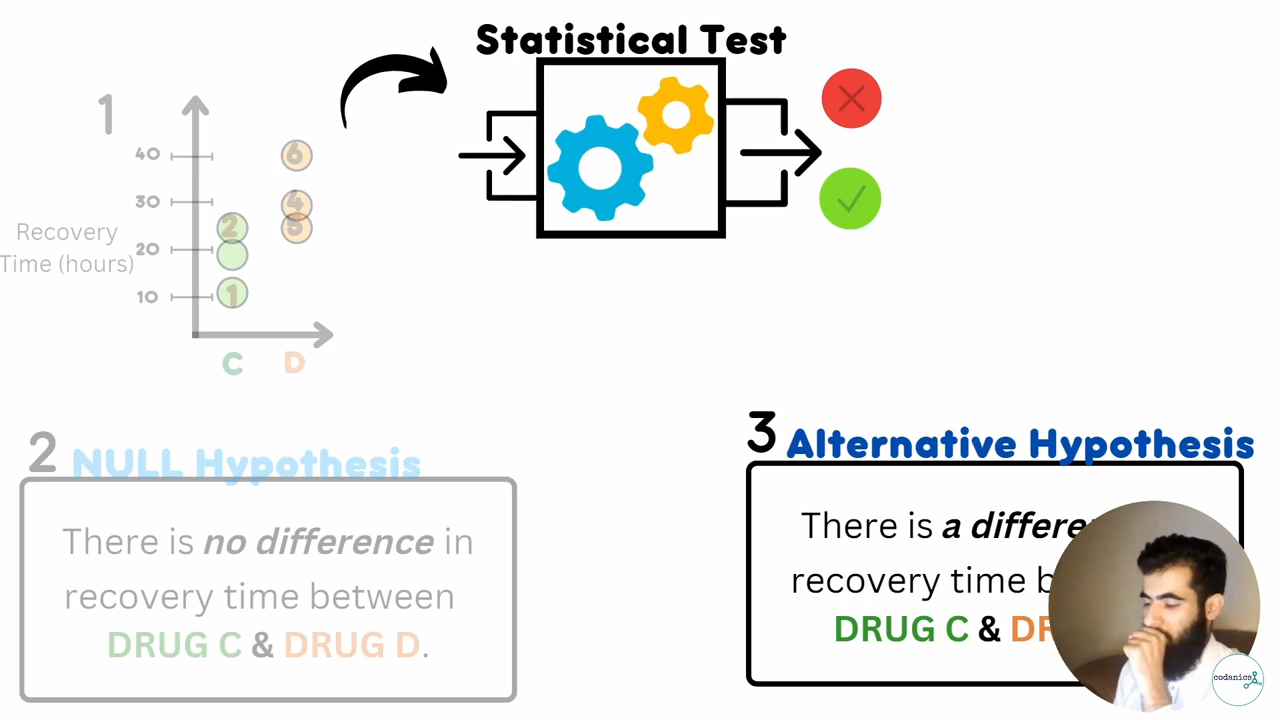 Statistical Test
1
40
30
20
10
Recovery
Time (hours)
6
4
2
5
1
C
D
2
NULL Hypothesis
There is no difference in
recovery time between
DRUG C & DRUG D.
3
Alternative Hypothesis
There is a differe
recovery time b
DRUG C & DR
codanics